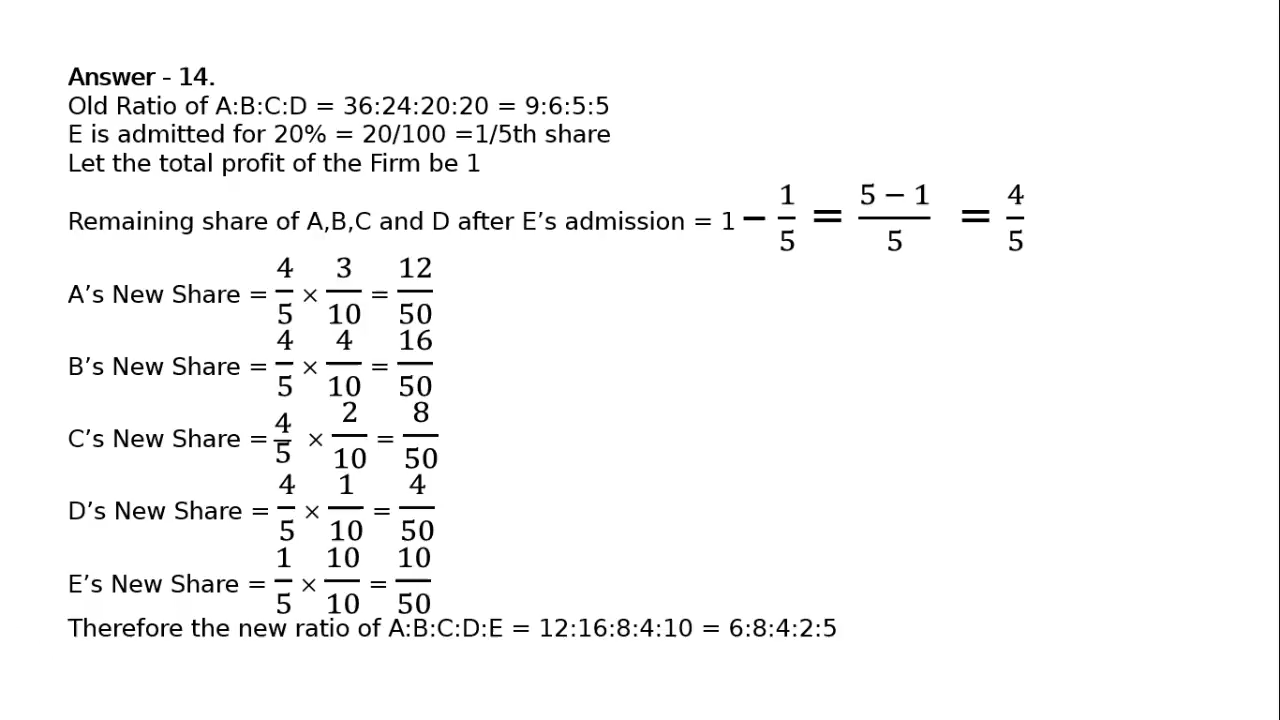 Answer - 14.
Old Ratio of A:B:C:D = 36:24:20:20 = 9:6:5:5
E is admitted for 20% = 20/100 =1/5th share
Let the total profit of the Firm be 1
Remaining share of A,B,C and D after E’s admission = 1 − 1/5 = (5 − 1)/5 = 4/5
A’s New Share = 4/5 × 3/10 = 12/50
B’s New Share = 4/5 × 4/10 = 16/50
C’s New Share = 4/5 × 2/10 = 8/50
D’s New Share = 4/5 × 1/10 = 4/50
E’s New Share = 1/5 × 10/10 = 10/50
Therefore the new ratio of A:B:C:D:E = 12:16:8:4:10 = 6:8:4:2:5